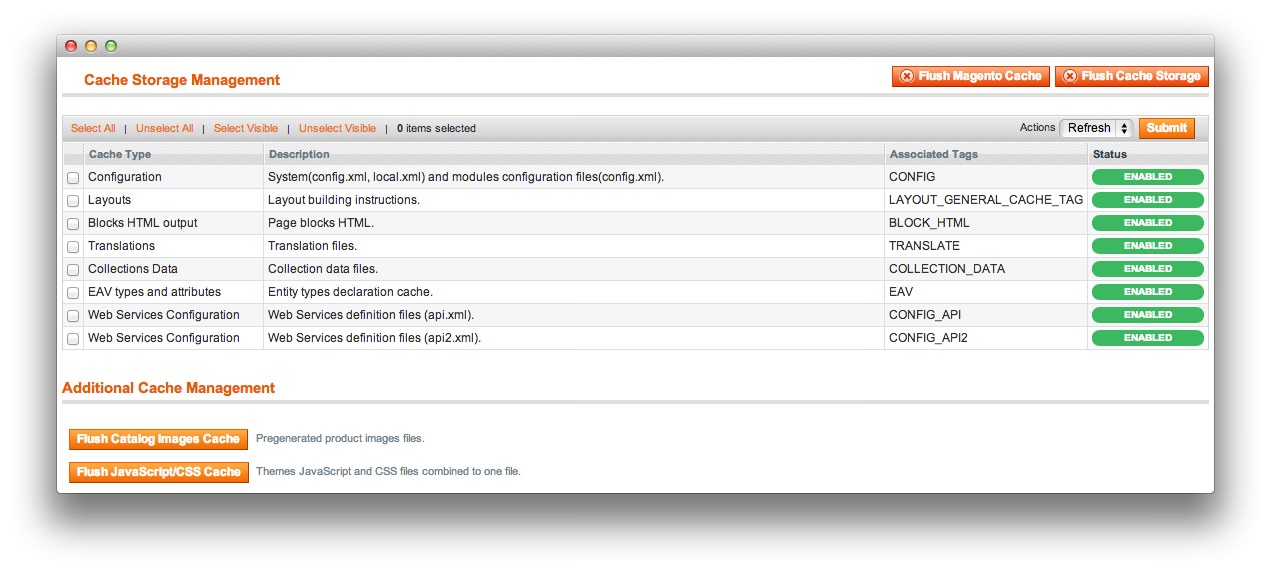 Cache Storage Management Flush Magento Cache Flush Cache Storage
Select All | Unselect All | Select Visible | Unselect Visible | 0 items selected Actions Refresh Submit
Cache Type Description Associated Tags Status
Configuration System(config.xml, local.xml) and modules configuration files(config.xml). CONFIG ENABLED
Layouts Layout building instructions. LAYOUT_GENERAL_CACHE_TAG ENABLED
Blocks HTML output Page blocks HTML. BLOCK_HTML ENABLED
Translations Translation files. TRANSLATE ENABLED
Collections Data Collection data files. COLLECTION_DATA ENABLED
EAV types and attributes Entity types declaration cache. EAV ENABLED
Web Services Configuration Web Services definition files (api.xml). CONFIG_API ENABLED
Web Services Configuration Web Services definition files (api2.xml). CONFIG_API2 ENABLED
Additional Cache Management
Flush Catalog Images Cache Pregenerated product images files.
Flush JavaScript/CSS Cache Themes JavaScript and CSS files combined to one file.